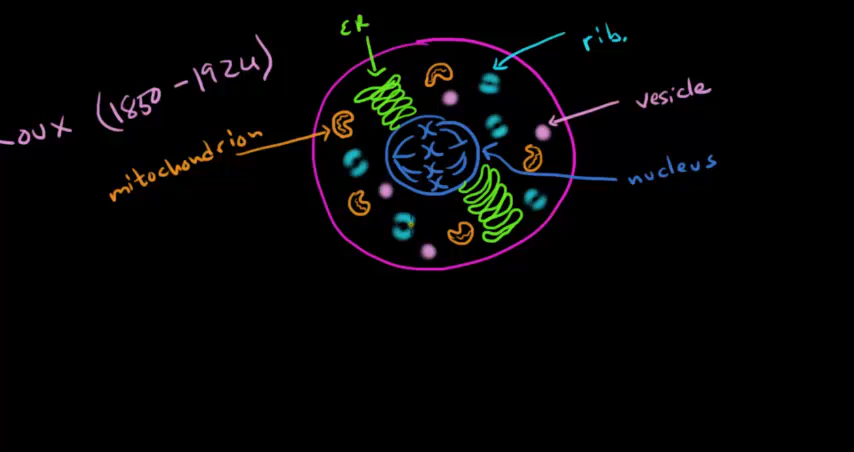 ER
rib.
oux (1850-1924)
vesicle
mitochondrion
nucleus